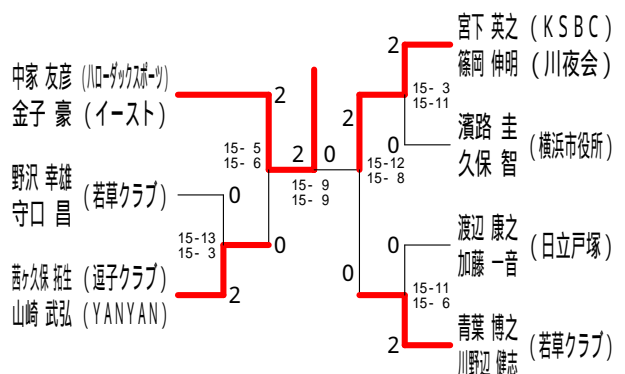 中家 友彦 (ハローダックスポーツ)
金子 豪 (イースト)
野沢 幸雄
守口 昌
(若草クラブ)
茜ヶ久保 拓生 (逗子クラブ)
山崎 武弘 (YANYAN)
2
15- 5
15- 6
0
15-13
15- 3
2
0
2 0
15- 9
15- 9
宮下 英之 (KSBC)
篠岡 伸明 (川夜会)
濱路 圭
久保 智
(横浜市役所)
渡辺 康之
加藤 一音
(日立戸塚)
青葉 博之
川野辺 健志
(若草クラブ)
2
15- 3
15-11
0
2
15-12
15- 8
0
0
15-11
15- 6
2